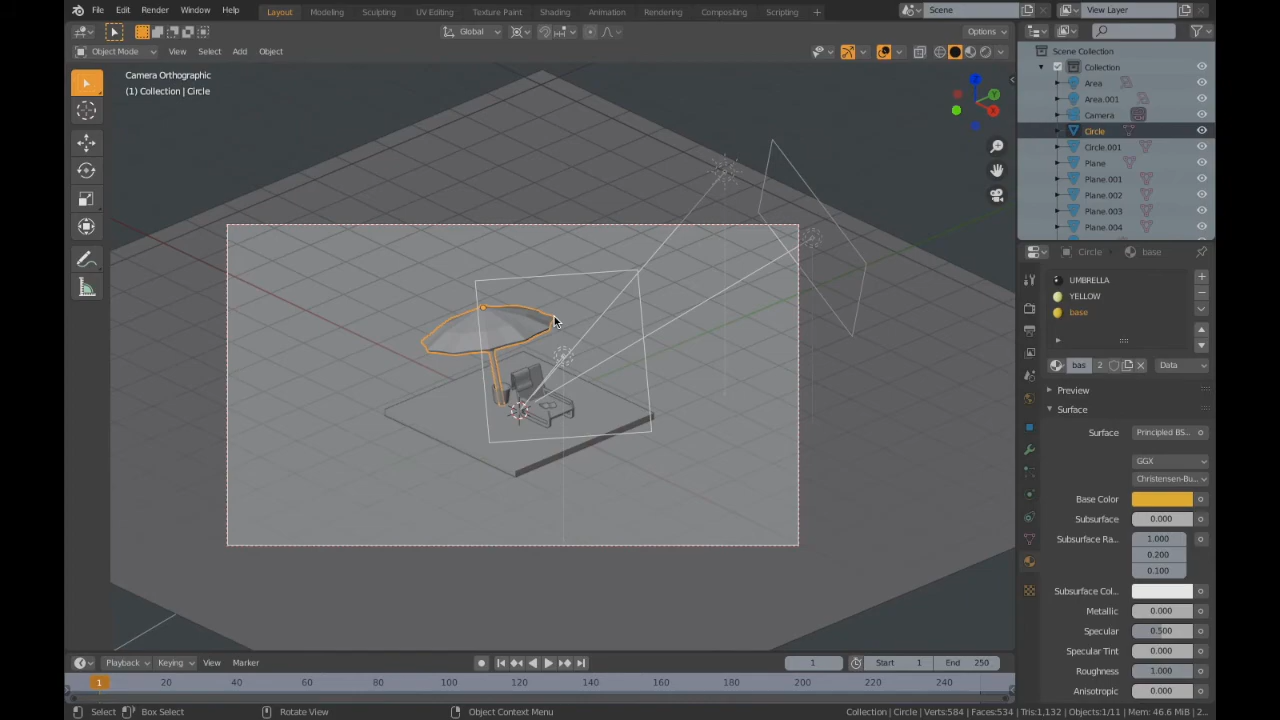 File Edit Render Window Help Layout Modeling Sculpting UV Editing Texture Paint Shading Animation Rendering Compositing Scripting + Scene View Layer
Global Options
Object Mode View Select Add Object
Camera Orthographic
(1) Collection | Circle
Z
Y
X
Scene Collection
Collection
Area
Area.001
Camera
Circle
Circle.001
Plane
Plane.001
Plane.002
Plane.003
Plane.004
Circle > base
UMBRELLA
YELLOW
base
bas 2 Data
Preview
Surface
Surface Principled BS...
GGX
Christensen-Bu...
Base Color
Subsurface 0.000
Subsurface Ra... 1.000
0.200
0.100
Subsurface Col...
Metallic 0.000
Specular 0.500
Specular Tint 0.000
Roughness 1.000
Anisotropic 0.000
Playback Keying View Marker 1 Start 1 End 250
1 20 40 60 80 100 120 140 160 180 200 220 240
Select Box Select Rotate View Object Context Menu Collection | Circle | Verts:584 | Faces:534 | Tris:1,132 | Objects:1/11 | Mem: 46.6 MiB | 2...